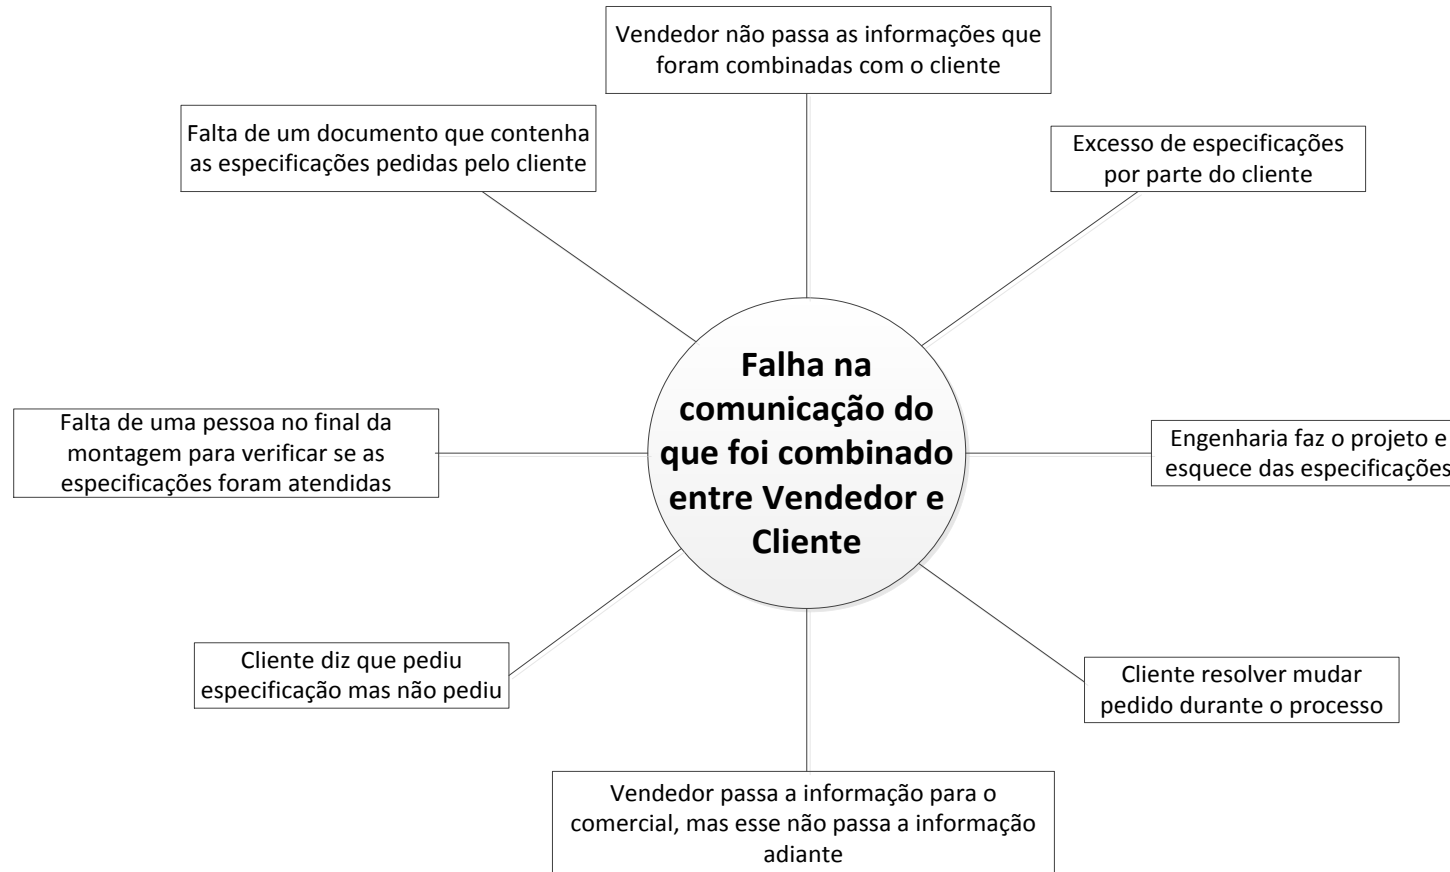 Vendedor não passa as informações que
foram combinadas com o cliente
Falta de um documento que contenha
as especificações pedidas pelo cliente
Excesso de especificações
por parte do cliente
Falha na
comunicação do
que foi combinado
entre Vendedor e
Cliente
Falta de uma pessoa no final da
montagem para verificar se as
especificações foram atendidas
Engenharia faz o projeto e
esquece das especificações
Cliente diz que pediu
especificação mas não pediu
Cliente resolver mudar
pedido durante o processo
Vendedor passa a informação para o
comercial, mas esse não passa a informação
adiante